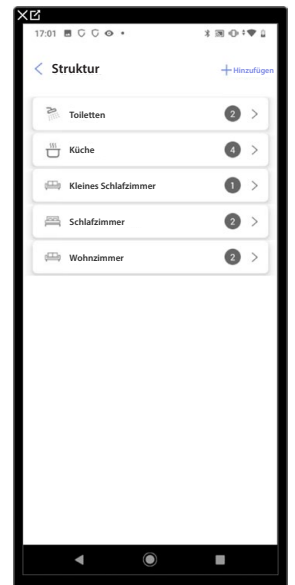 17:01
Struktur
Hinzufügen
Toiletten 2
Küche 4
Kleines Schlafzimmer 1
Schlafzimmer 2
Wohnzimmer 2